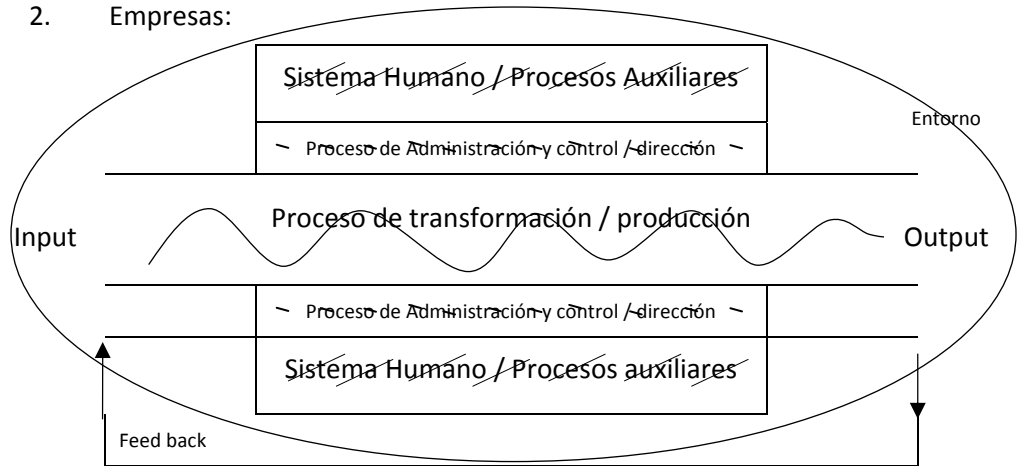 2. Empresas:
Sistema Humano / Procesos Auxiliares
Entorno
Proceso de Administración y control / dirección
Proceso de transformación / producción
Input
Output
Proceso de Administración y control / dirección
Sistema Humano / Procesos auxiliares
Feed back